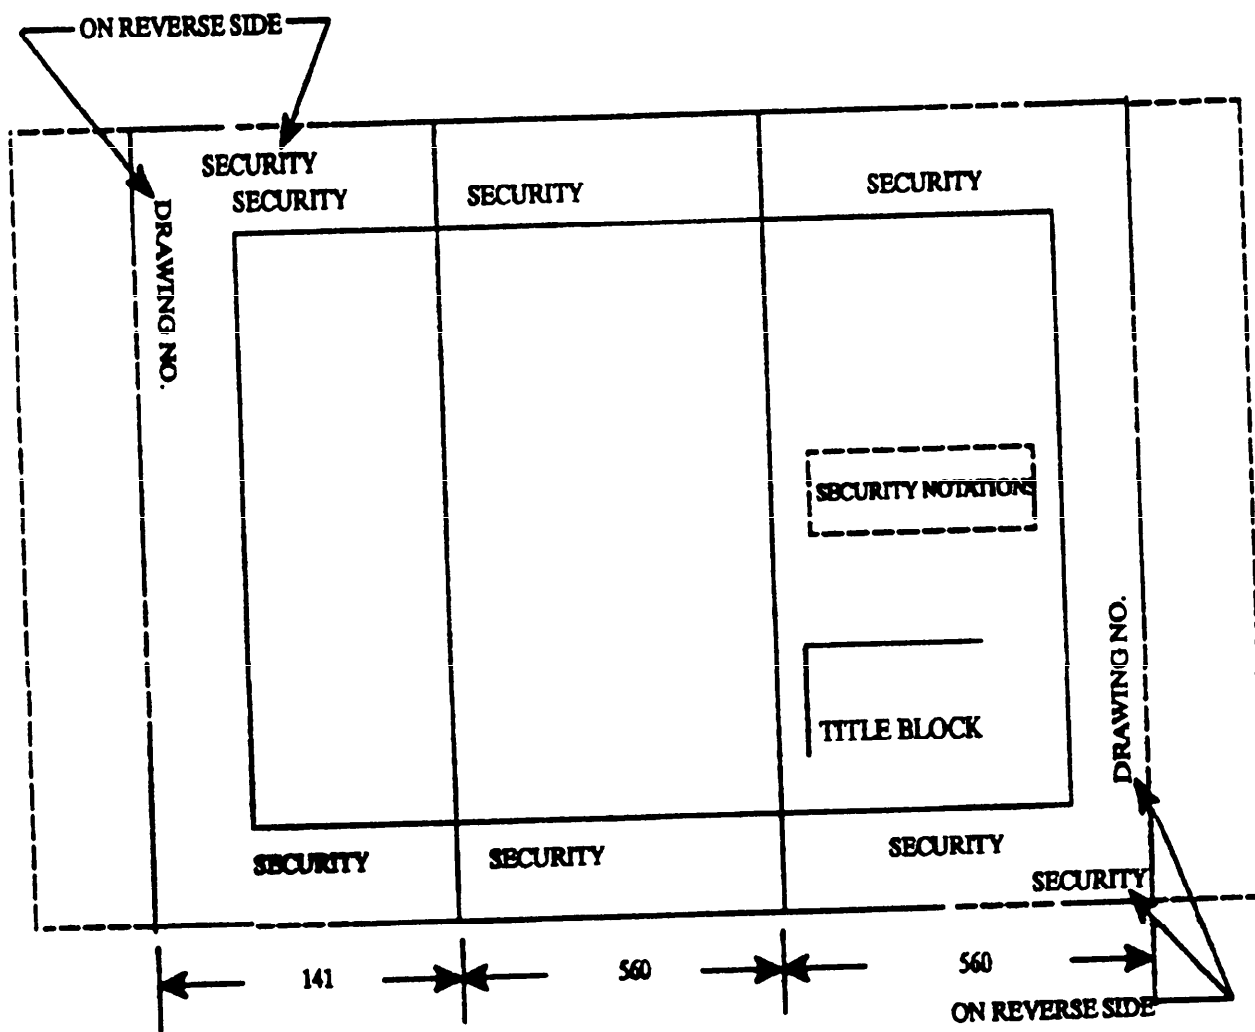 ON REVERSE SIDE
SECURITY
SECURITY
SECURITY
SECURITY
DRAWING NO.
SECURITY NOTATIONS
DRAWING NO.
TITLE BLOCK
SECURITY
SECURITY
SECURITY
SECURITY
141
560
560
ON REVERSE SIDE